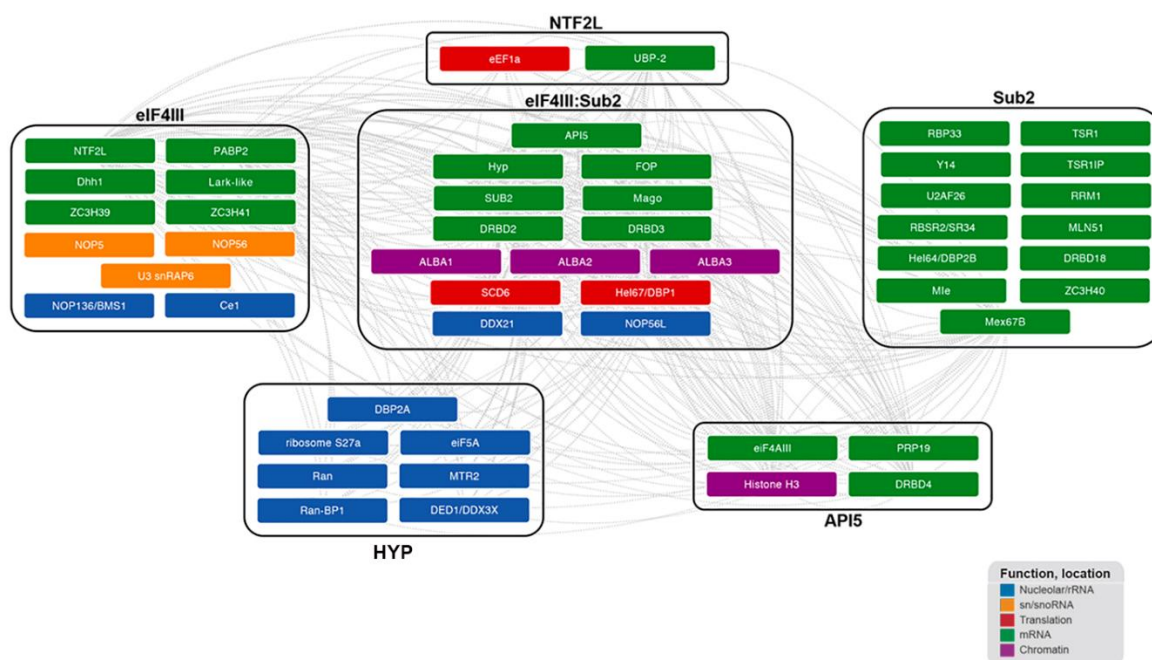 NTF2L
eEF1a UBP-2
eIF4III
NTF2L PABP2
Dhh1 Lark-like
ZC3H39 ZC3H41
NOP5 NOP56
U3 snRAP6
NOP136/BMS1 Ce1
eIF4III:Sub2
API5
Hyp FOP
SUB2 Mago
DRBD2 DRBD3
ALBA1 ALBA2 ALBA3
SCD6 Hel67/DBP1
DDX21 NOP56L
Sub2
RBP33 TSR1
Y14 TSR1IP
U2AF26 RRM1
RBSR2/SR34 MLN51
Hel64/DBP2B DRBD18
Mle ZC3H40
Mex67B
DBP2A
ribosome S27a eiF5A
Ran MTR2
Ran-BP1 DED1/DDX3X
HYP
eiF4AIII PRP19
Histone H3 DRBD4
API5
Function, location
Nucleolar/rRNA
sn/snoRNA
Translation
mRNA
Chromatin